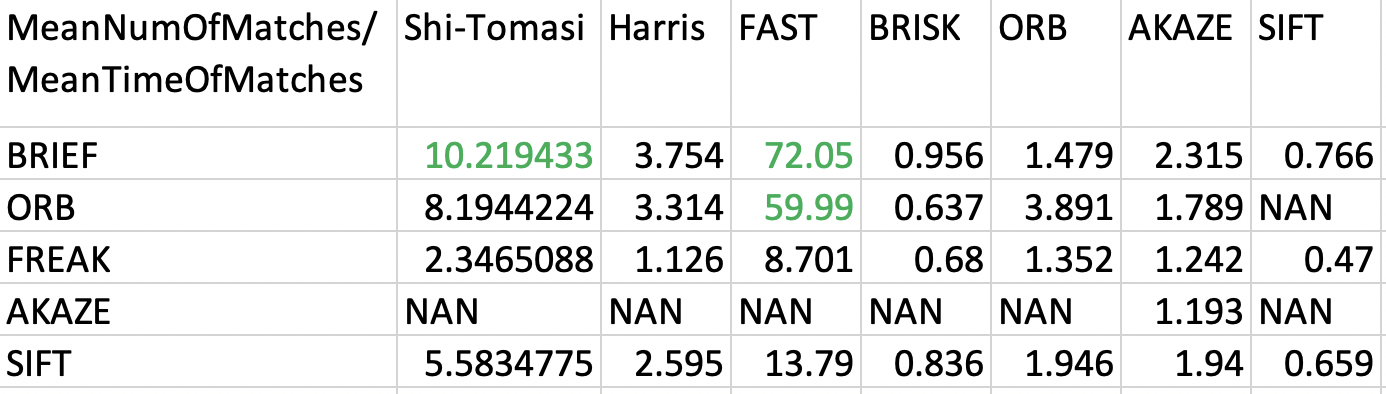 MeanNumOfMatches/ Shi-Tomasi Harris FAST BRISK ORB AKAZE SIFT
MeanTimeOfMatches
BRIEF 10.219433 3.754 72.05 0.956 1.479 2.315 0.766
ORB 8.1944224 3.314 59.99 0.637 3.891 1.789 NAN
FREAK 2.3465088 1.126 8.701 0.68 1.352 1.242 0.47
AKAZE NAN NAN NAN NAN NAN 1.193 NAN
SIFT 5.5834775 2.595 13.79 0.836 1.946 1.94 0.659